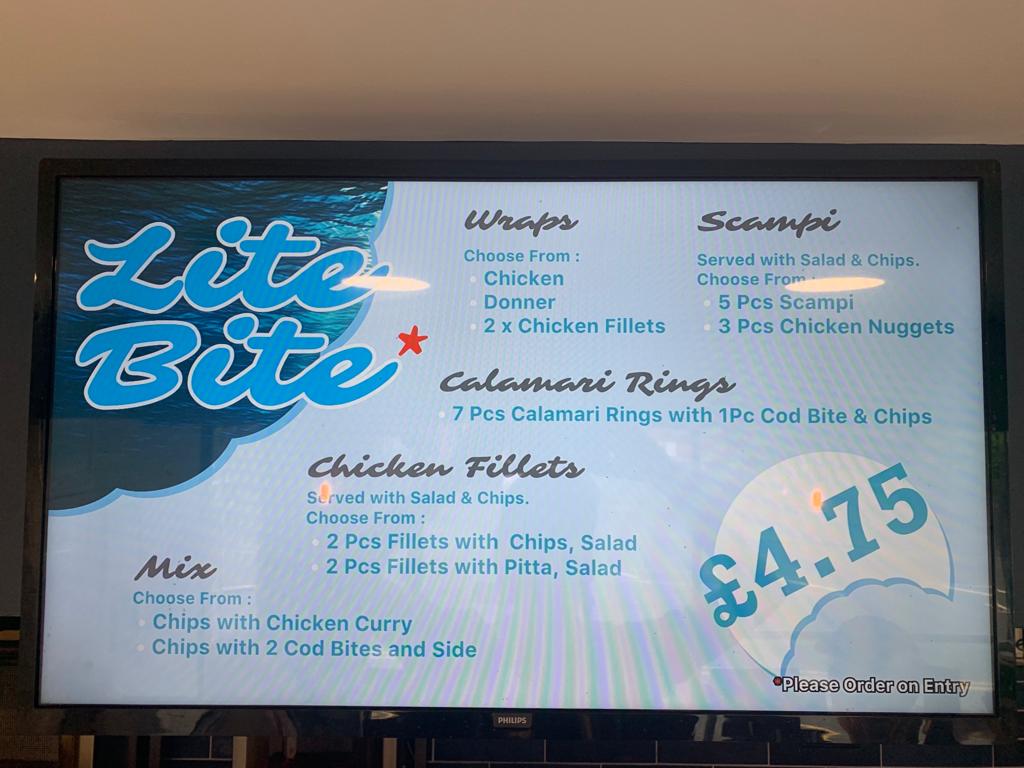 Lite
Bite*
Wraps
Choose From :
Chicken
Donner
2 x Chicken Fillets
Scampi
Served with Salad & Chips.
Choose From :
5 Pcs Scampi
3 Pcs Chicken Nuggets
Calamari Rings
7 Pcs Calamari Rings with 1Pc Cod Bite & Chips
Chicken Fillets
Served with Salad & Chips.
Choose From :
2 Pcs Fillets with Chips, Salad
2 Pcs Fillets with Pitta, Salad
Mix
Choose From :
Chips with Chicken Curry
Chips with 2 Cod Bites and Side
£4.75
*Please Order on Entry
PHILIPS